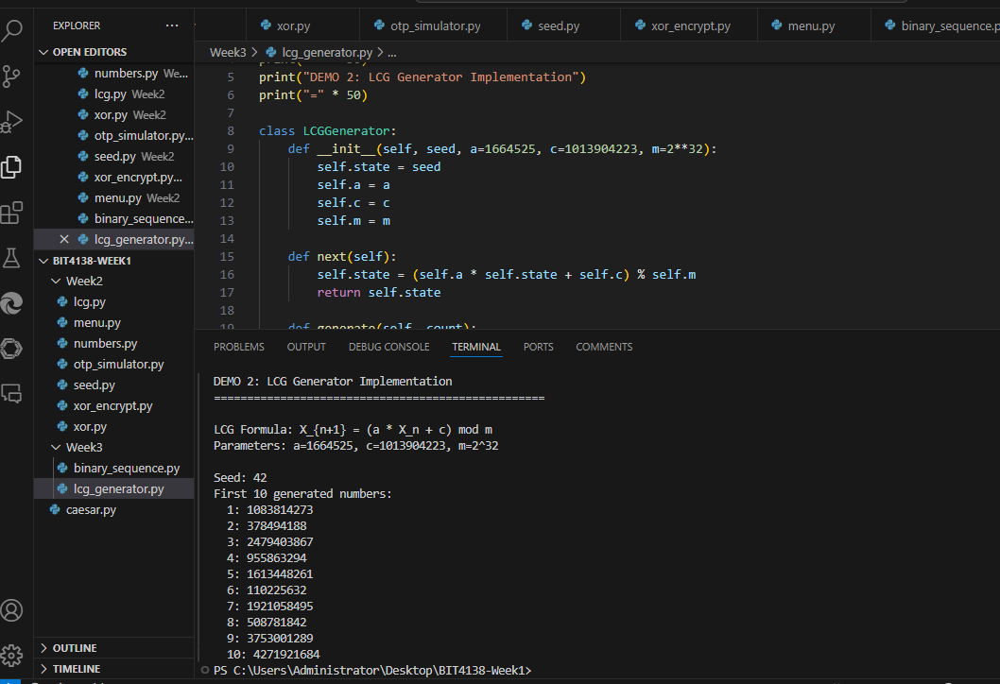 EXPLORER
OPEN EDITORS
numbers.py We...
lcg.py Week2
xor.py Week2
otp_simulator.py...
seed.py Week2
xor_encrypt.py...
menu.py Week2
binary_sequence...
lcg_generator.py...
BIT4138-WEEK1
Week2
lcg.py
menu.py
numbers.py
otp_simulator.py
seed.py
xor_encrypt.py
xor.py
Week3
binary_sequence.py
lcg_generator.py
caesar.py
OUTLINE
TIMELINE
xor.py otp_simulator.py seed.py xor_encrypt.py menu.py binary_sequence.p
Week3 > lcg_generator.py > ...
5 print("DEMO 2: LCG Generator Implementation")
6 print("=" * 50)
7
8 class LCGGenerator:
9 def __init__(self, seed, a=1664525, c=1013904223, m=2**32):
10 self.state = seed
11 self.a = a
12 self.c = c
13 self.m = m
14
15 def next(self):
16 self.state = (self.a * self.state + self.c) % self.m
17 return self.state
18
19 def generate(self, count):
PROBLEMS OUTPUT DEBUG CONSOLE TERMINAL PORTS COMMENTS
DEMO 2: LCG Generator Implementation
==================================================
LCG Formula: X_{n+1} = (a * X_n + c) mod m
Parameters: a=1664525, c=1013904223, m=2^32
Seed: 42
First 10 generated numbers:
1: 1083814273
2: 378494188
3: 2479403867
4: 955863294
5: 1613448261
6: 110225632
7: 1921058495
8: 508781842
9: 3753001289
10: 4271921684
PS C:\Users\Administrator\Desktop\BIT4138-Week1>